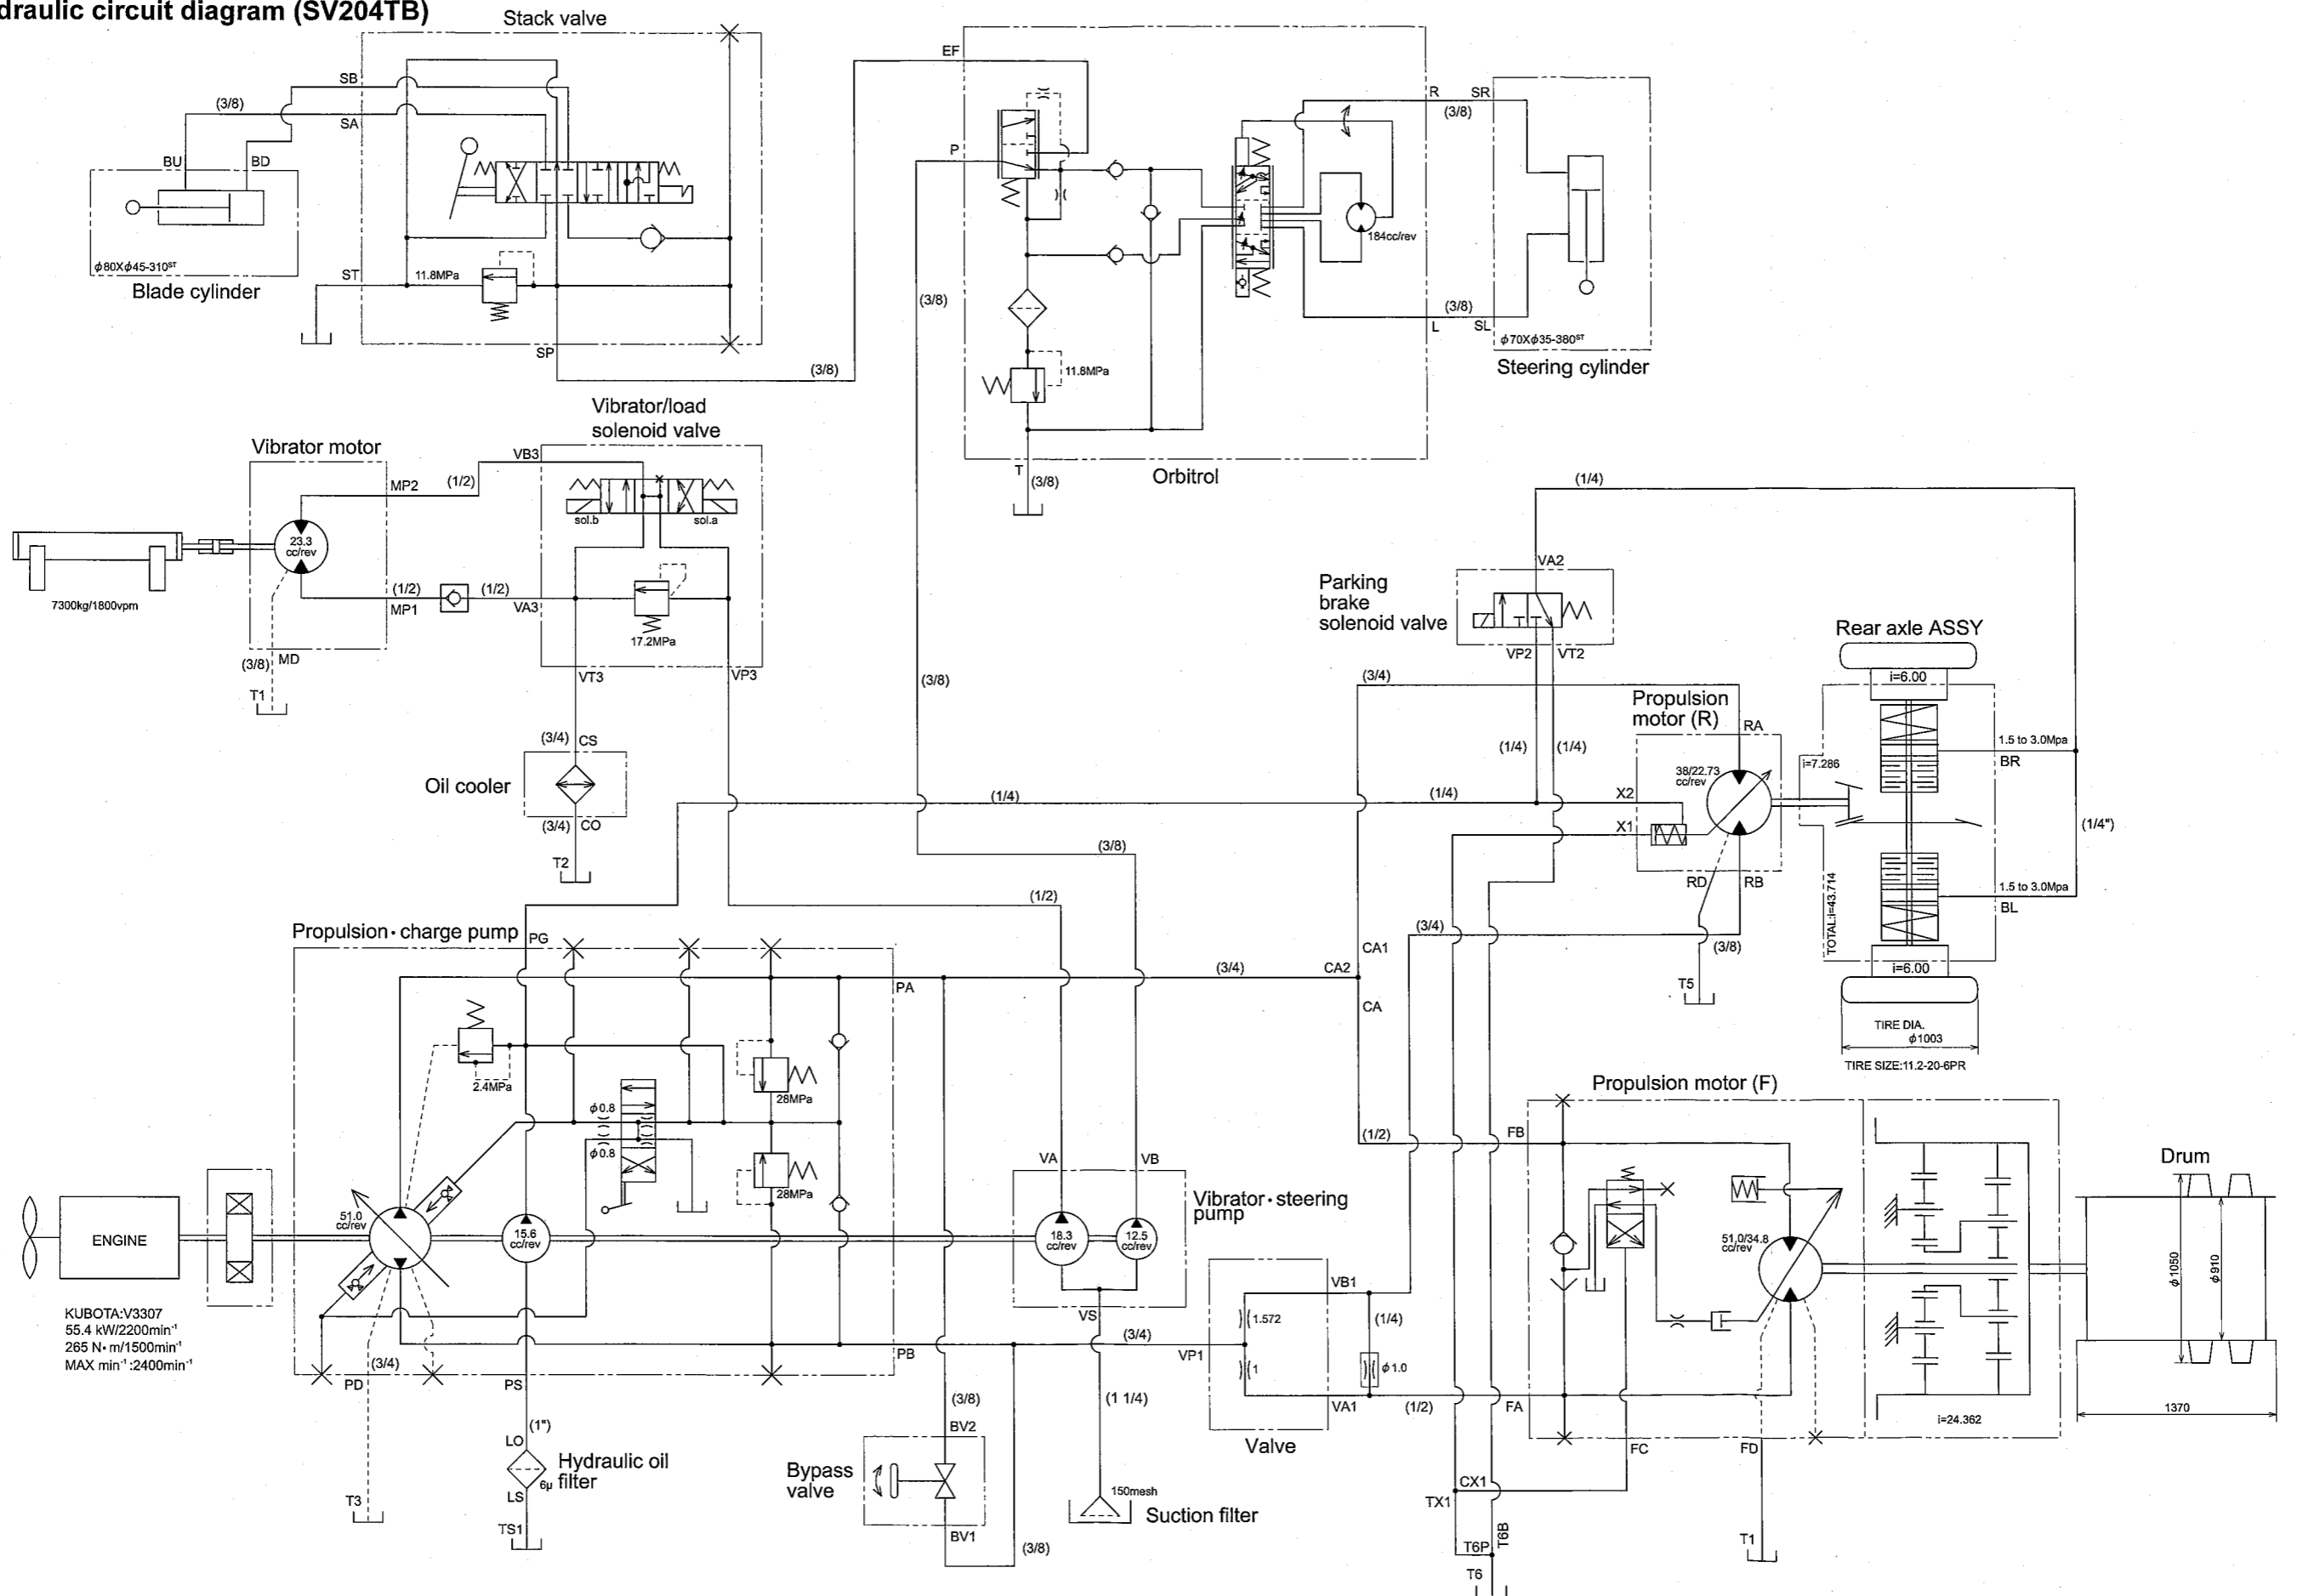 draulic circuit diagram (SV204TB)
Stack valve
SB
(3/8)
SA
BU
BD
φ80Xφ45-310ST
Blade cylinder
ST
11.8MPa
SP
(3/8)
EF
P
(3/8)
184cc/rev
11.8MPa
T
(3/8)
Orbitrol
R
SR
(3/8)
(3/8)
L
SL
φ70Xφ35-380ST
Steering cylinder
Vibrator/load
solenoid valve
Vibrator motor
VB3
MP2
(1/2)
sol.b
sol.a
23.3
cc/rev
7300kg/1800vpm
(1/2)
MP1
(1/2)
VA3
17.2MPa
(3/8)
MD
T1
VT3
VP3
(3/8)
(3/4)
CS
Oil cooler
(3/4)
CO
T2
(1/4)
VA2
Parking
brake
solenoid valve
VP2
VT2
Rear axle ASSY
i=6.00
(3/4)
Propulsion
motor (R)
RA
(1/4)
(1/4)
1.5 to 3.0Mpa
BR
i=7.286
38/22.73
cc/rev
(1/4)
(1/4)
X2
X1
(1/4")
(3/8)
RD
RB
1.5 to 3.0Mpa
BL
TOTAL:i=43.714
(1/2)
Propulsion・charge pump
PG
(3/4)
(3/8)
CA1
(3/4)
CA2
CA
PA
T5
i=6.00
TIRE DIA.
φ1003
TIRE SIZE:11.2-20-6PR
2.4MPa
28MPa
φ0.8
φ0.8
28MPa
Propulsion motor (F)
(1/2)
FB
VA
VB
Vibrator・steering
pump
Drum
51.0
cc/rev
ENGINE
15.6
cc/rev
18.3
cc/rev
12.5
cc/rev
51.0/34.8
cc/rev
φ1050
φ910
KUBOTA:V3307
55.4 kW/2200min-1
265 N・m/1500min-1
MAX min-1 :2400min-1
VS
VB1
1.572
(1/4)
(3/4)
PB
VP1
1
φ1.0
(3/4)
PD
PS
(3/8)
(1 1/4)
VA1
(1/2)
FA
i=24.362
1370
(1")
LO
Hydraulic oil
filter
6μ
LS
TS1
T3
BV2
Bypass
valve
BV1
(3/8)
150mesh
Suction filter
Valve
FC
FD
CX1
TX1
T6B
T6P
T6
T1